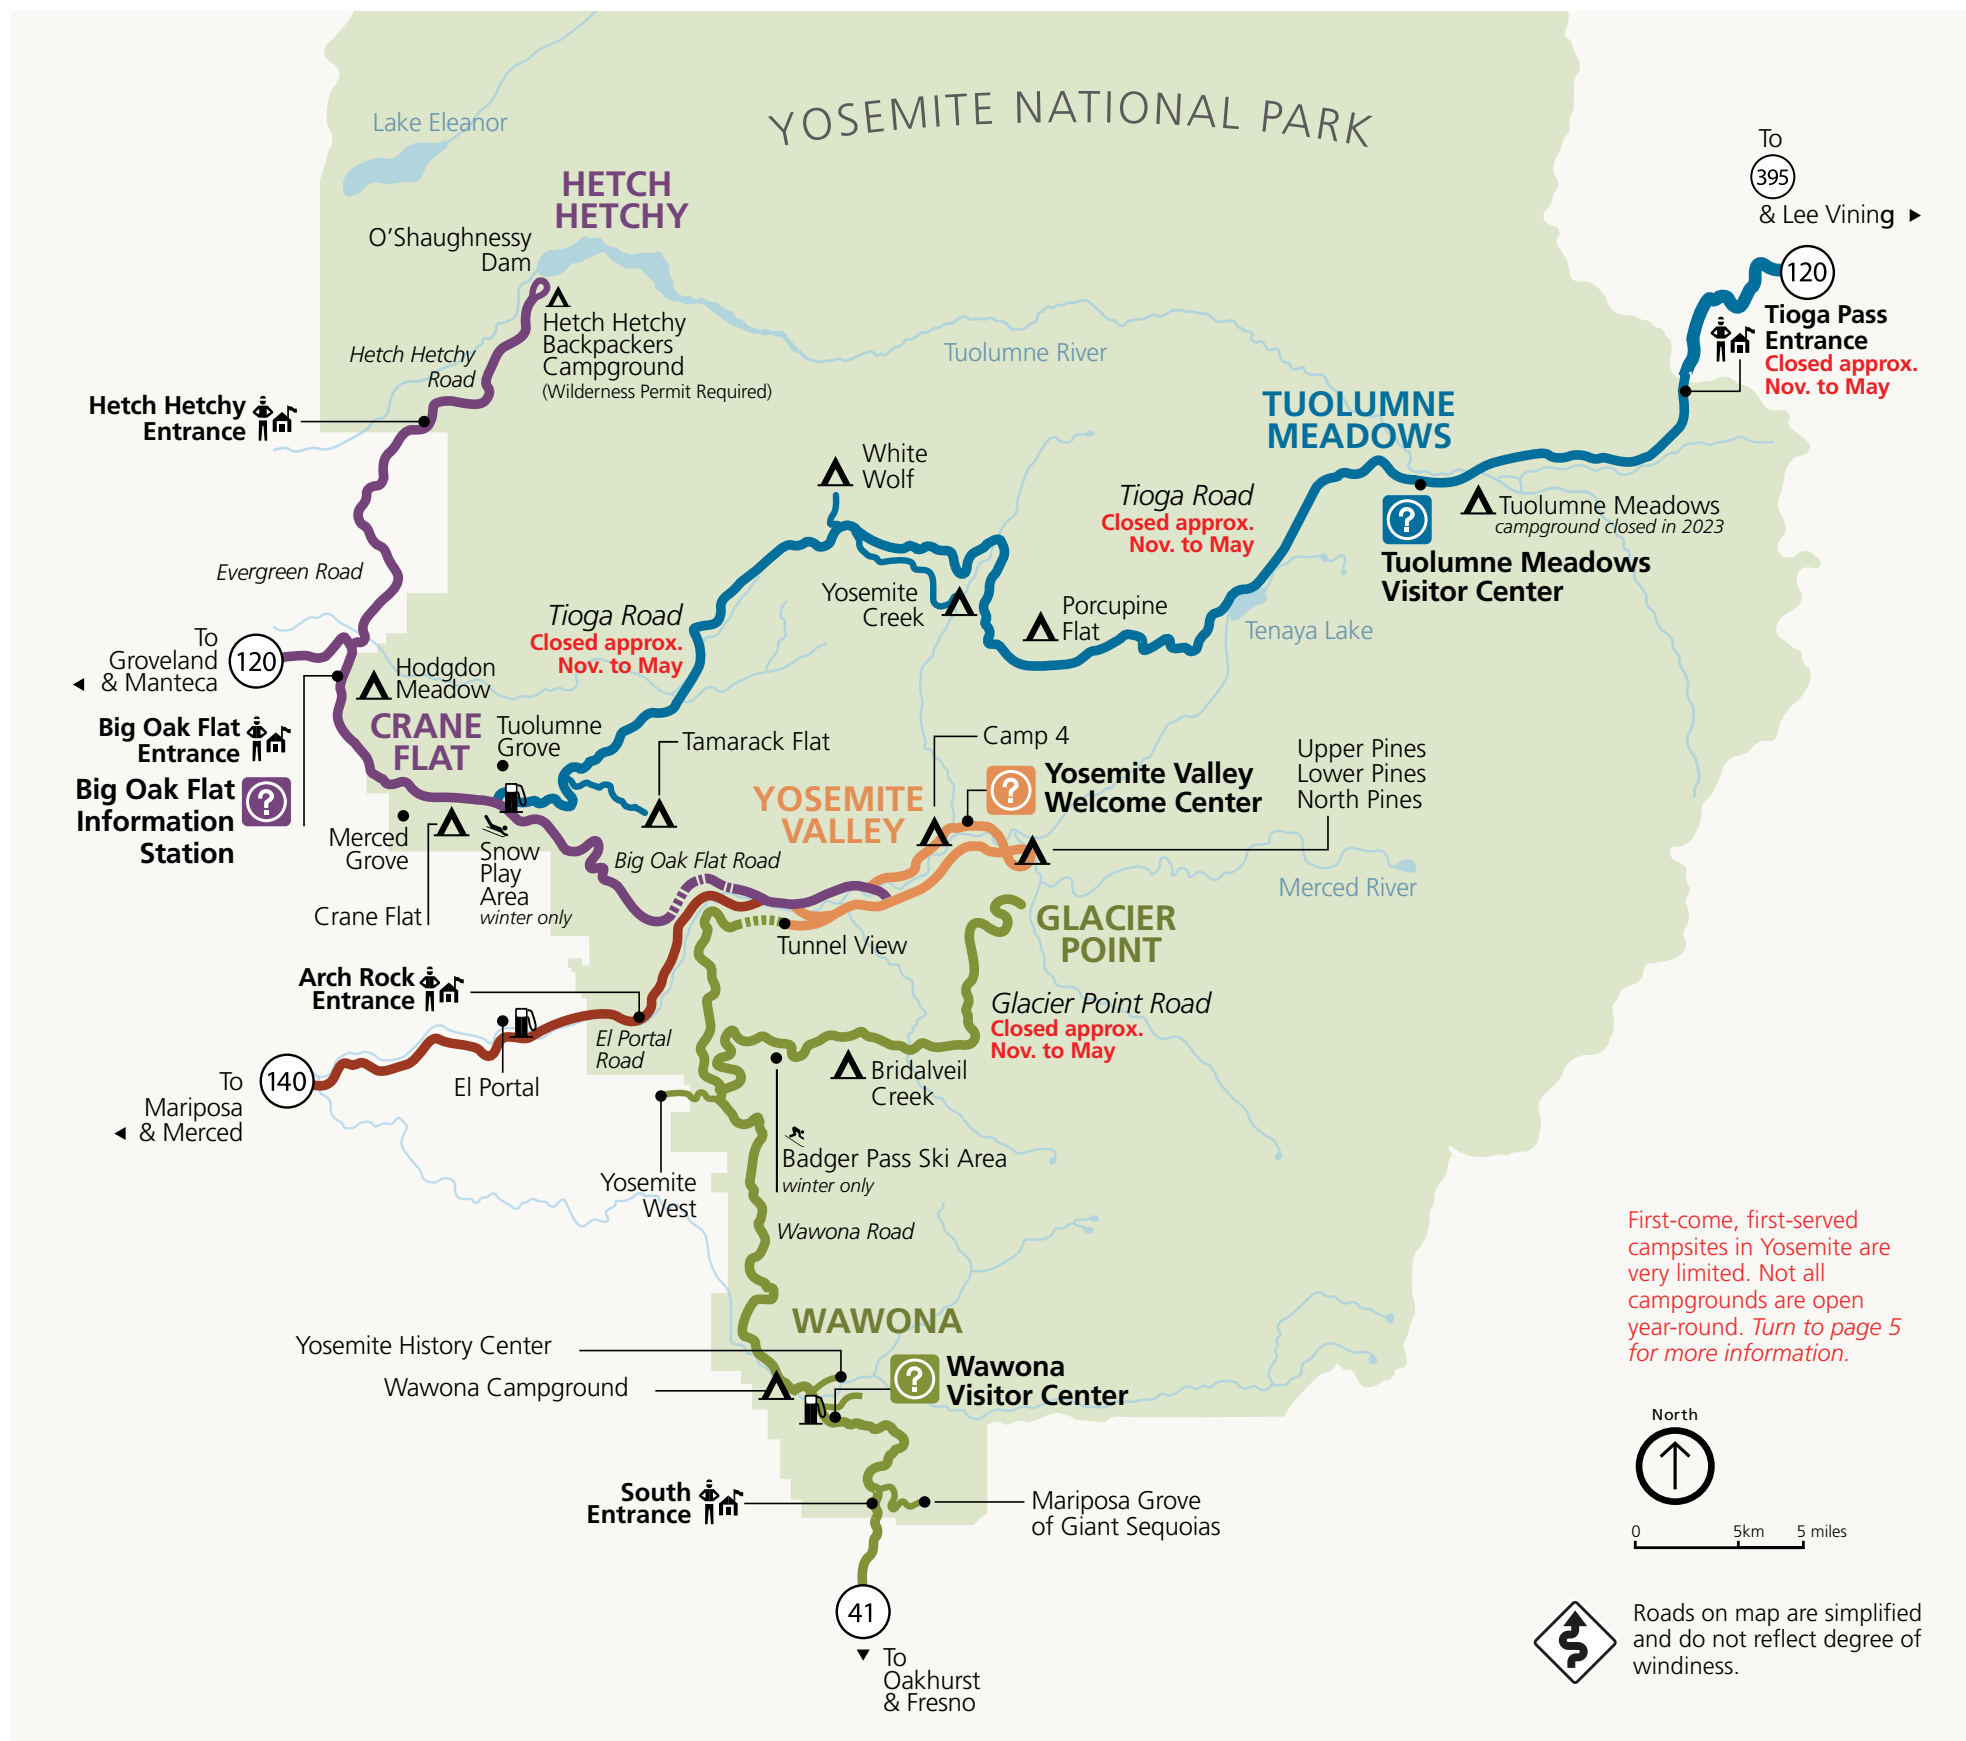 YOSEMITE NATIONAL PARK
Lake Eleanor
To
395
& Lee Vining
HETCH
HETCHY
O'Shaughnessy
Dam
120
Tioga Pass
Entrance
Closed approx.
Nov. to May
Hetch Hetchy
Backpackers
Campground
(Wilderness Permit Required)
Hetch Hetchy
Road
Tuolumne River
Hetch Hetchy
Entrance
TUOLUMNE
MEADOWS
White
Wolf
Tioga Road
Closed approx.
Nov. to May
Tuolumne Meadows
campground closed in 2023
?
Tuolumne Meadows
Visitor Center
Evergreen Road
Yosemite
Creek
Porcupine
Flat
Tenaya Lake
Tioga Road
Closed approx.
Nov. to May
To
Groveland
& Manteca
120
Hodgdon
Meadow
Big Oak Flat
Entrance
Big Oak Flat
Information
Station
?
CRANE
FLAT
Tuolumne
Grove
Tamarack Flat
Camp 4
Upper Pines
Lower Pines
North Pines
YOSEMITE
VALLEY
?
Yosemite Valley
Welcome Center
Merced
Grove
Snow
Play
Area
winter only
Big Oak Flat Road
Merced River
Crane Flat
GLACIER
POINT
Tunnel View
Arch Rock
Entrance
Glacier Point Road
Closed approx.
Nov. to May
El Portal
Road
To
Mariposa
& Merced
140
El Portal
Bridalveil
Creek
Badger Pass Ski Area
winter only
Yosemite
West
Wawona Road
First-come, first-served
campsites in Yosemite are
very limited. Not all
campgrounds are open
year-round. Turn to page 5
for more information.
WAWONA
Yosemite History Center
Wawona Campground
?
Wawona
Visitor Center
North
South
Entrance
Mariposa Grove
of Giant Sequoias
0 5km 5 miles
41
To
Oakhurst
& Fresno
Roads on map are simplified
and do not reflect degree of
windiness.